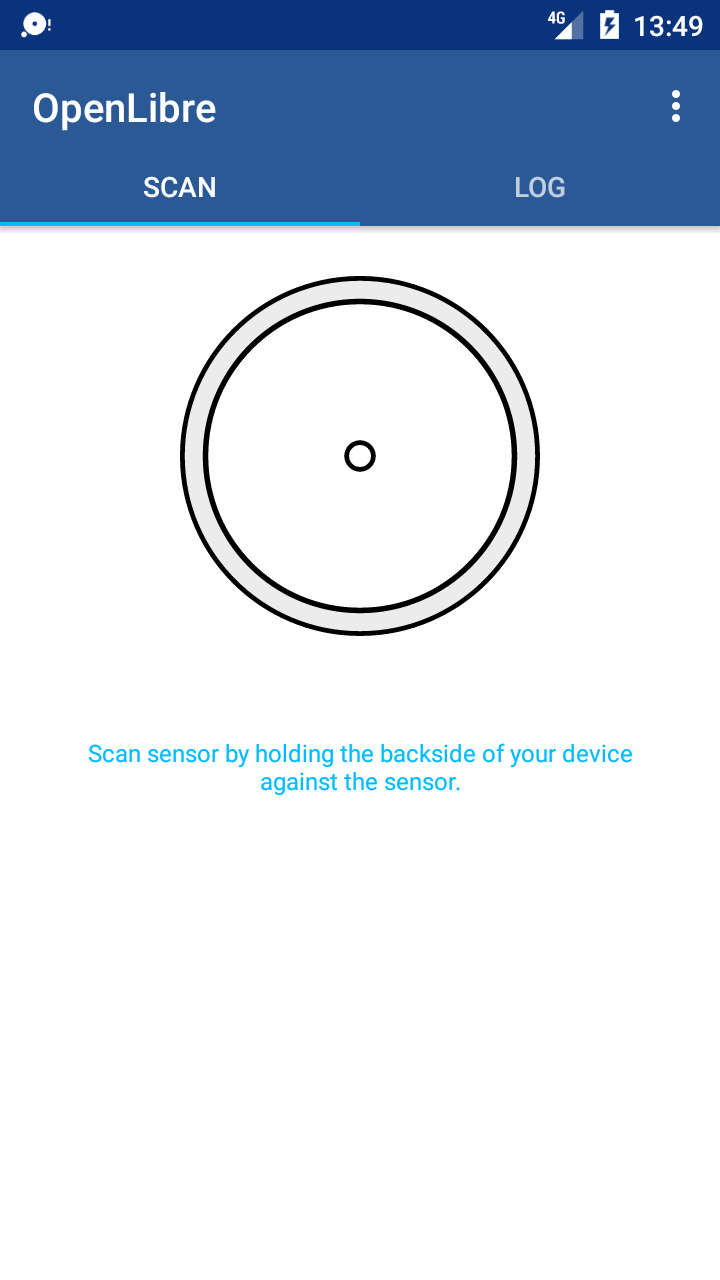 4G 13:49
OpenLibre
SCAN LOG
Scan sensor by holding the backside of your device
against the sensor.